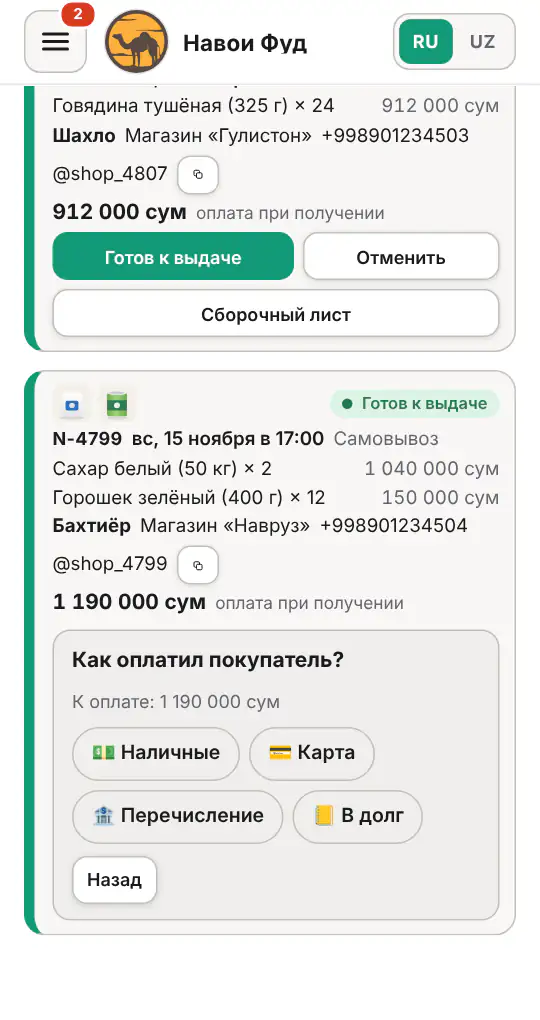 2
Навои Фуд
RU UZ
Говядина тушёная (325 г) × 24 912 000 сум
Шахло Магазин «Гулистон» +998901234503
@shop_4807
912 000 сум оплата при получении
Готов к выдаче Отменить
Сборочный лист
Готов к выдаче
N-4799 вс, 15 ноября в 17:00 Самовывоз
Сахар белый (50 кг) × 2 1 040 000 сум
Горошек зелёный (400 г) × 12 150 000 сум
Бахтиёр Магазин «Навруз» +998901234504
@shop_4799
1 190 000 сум оплата при получении
Как оплатил покупатель?
К оплате: 1 190 000 сум
Наличные Карта
Перечисление В долг
Назад